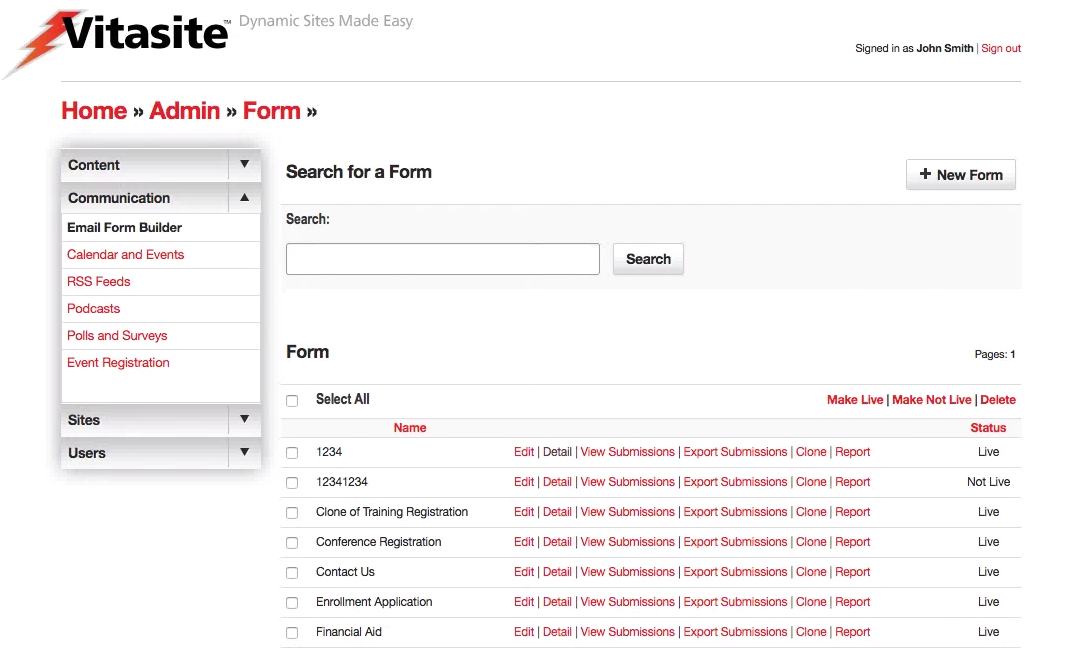 Vitasite™ Dynamic Sites Made Easy
Signed in as John Smith | Sign out
Home » Admin » Form »
Content ▼
Communication ▲
Email Form Builder
Calendar and Events
RSS Feeds
Podcasts
Polls and Surveys
Event Registration
Sites ▼
Users ▼
Search for a Form
+ New Form
Search:
Search
Form
Pages: 1
Select All Make Live | Make Not Live | Delete
Name Status
1234 Edit | Detail | View Submissions | Export Submissions | Clone | Report Live
12341234 Edit | Detail | View Submissions | Export Submissions | Clone | Report Not Live
Clone of Training Registration Edit | Detail | View Submissions | Export Submissions | Clone | Report Live
Conference Registration Edit | Detail | View Submissions | Export Submissions | Clone | Report Live
Contact Us Edit | Detail | View Submissions | Export Submissions | Clone | Report Live
Enrollment Application Edit | Detail | View Submissions | Export Submissions | Clone | Report Live
Financial Aid Edit | Detail | View Submissions | Export Submissions | Clone | Report Live